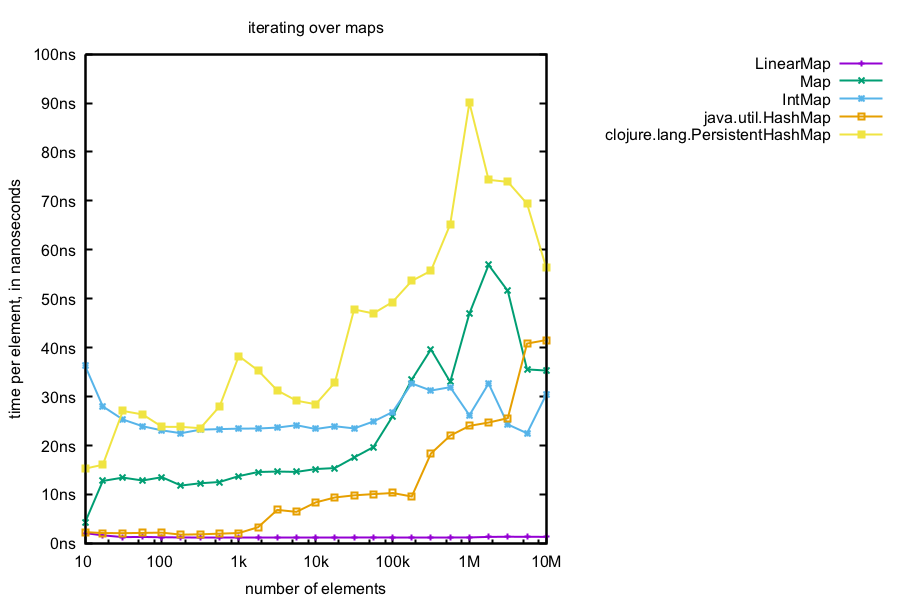 iterating over maps
100ns
90ns
80ns
70ns
60ns
50ns
40ns
30ns
20ns
10ns
0ns
time per element, in nanoseconds
10 100 1k 10k 100k 1M 10M
number of elements
LinearMap
Map
IntMap
java.util.HashMap
clojure.lang.PersistentHashMap